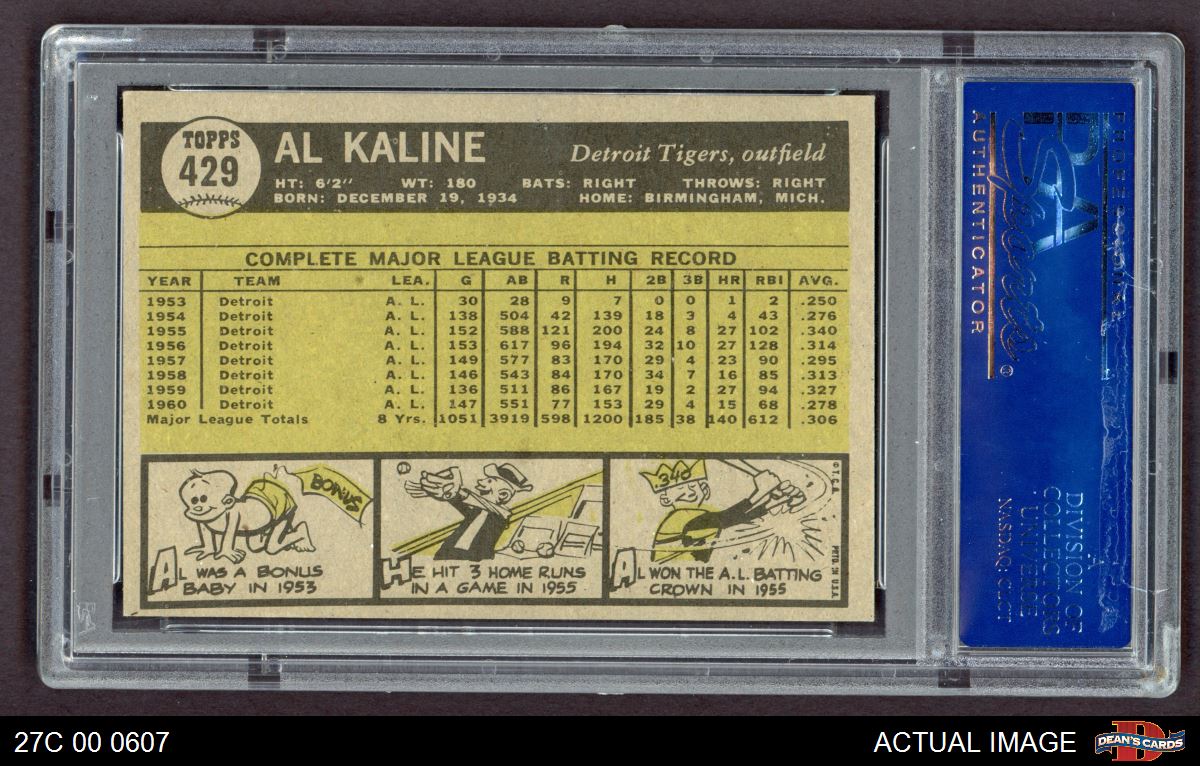 TOPPS
429
AL KALINE
Detroit Tigers, outfield
HT: 6'2" WT: 180 BATS: RIGHT THROWS: RIGHT
BORN: DECEMBER 19, 1934 HOME: BIRMINGHAM, MICH.
COMPLETE MAJOR LEAGUE BATTING RECORD
YEAR TEAM LEA. G AB R H 2B 3B HR RBI AVG.
1953 Detroit A. L. 30 28 9 7 0 0 1 2 .250
1954 Detroit A. L. 138 504 42 139 18 3 4 43 .276
1955 Detroit A. L. 152 588 121 200 24 8 27 102 .340
1956 Detroit A. L. 153 617 96 194 32 10 27 128 .314
1957 Detroit A. L. 149 577 83 170 29 4 23 90 .295
1958 Detroit A. L. 146 543 84 170 34 7 16 85 .313
1959 Detroit A. L. 136 511 86 167 19 2 27 94 .327
1960 Detroit A. L. 147 551 77 153 29 4 15 68 .278
Major League Totals 8 Yrs. 1051 3919 598 1200 185 38 140 612 .306
BONUS
AL WAS A BONUS
BABY IN 1953
HE HIT 3 HOME RUNS
IN A GAME IN 1955
.340
AL WON THE A.L. BATTING
CROWN IN 1955
© T.C.G.
PRTD. IN U.S.A.
PSA
Sports
®
AUTHENTICATOR
DIVISION OF
COLLECTORS
UNIVERSE
NASDAQ: CLCT
27C 00 0607
ACTUAL IMAGE
D
DEAN'S CARDS